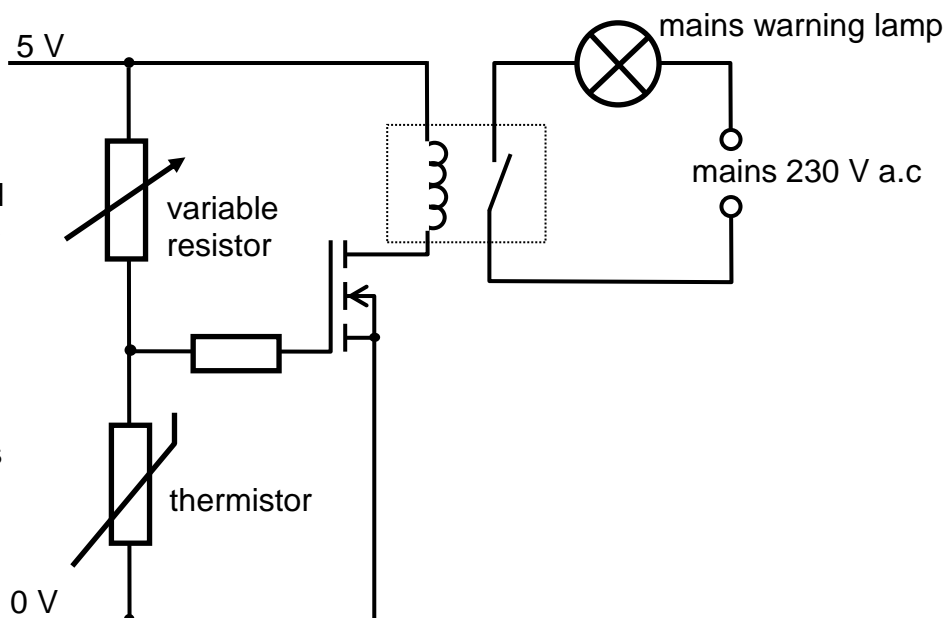 mains warning lamp
5 V
mains 230 V a.c
variable
resistor
thermistor
0 V